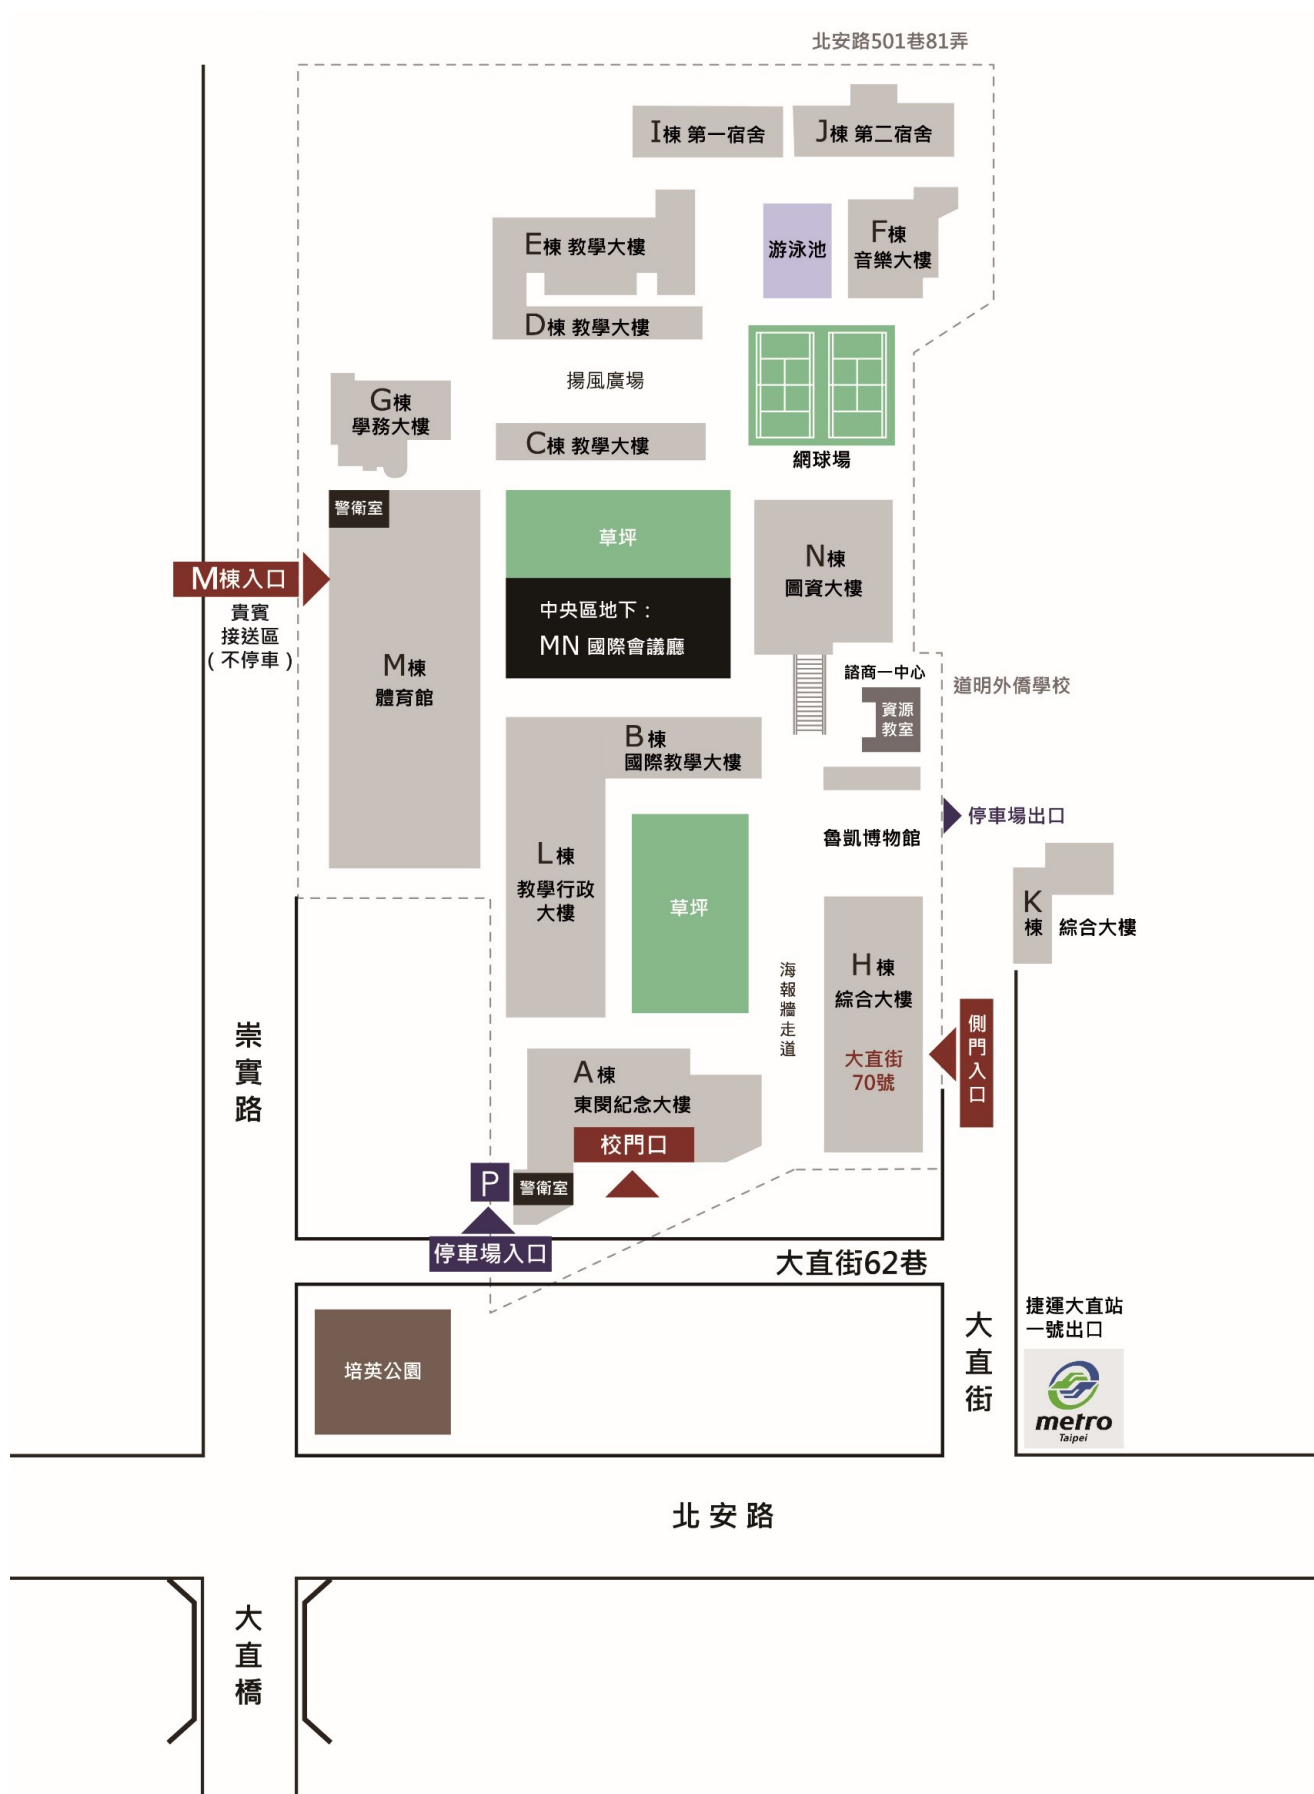 北安路501巷81弄
I棟 第一宿舍
J棟 第二宿舍
E棟 教學大樓
游泳池
F棟
音樂大樓
D棟 教學大樓
揚風廣場
G棟
學務大樓
C棟 教學大樓
網球場
警衛室
草坪
N棟
圖資大樓
M棟入口
貴賓
接送區
(不停車)
中央區地下：
MN 國際會議廳
M棟
體育館
諮商一中心
資源
教室
道明外僑學校
B棟
國際教學大樓
停車場出口
魯凱博物館
L棟
教學行政
大樓
草坪
K
棟 綜合大樓
H棟
綜合大樓
海報牆走道
大直街
70號
側門入口
崇實路
A棟
東閔紀念大樓
校門口
P
警衛室
停車場入口
大直街62巷
培英公園
大直街
捷運大直站
一號出口
metro
Taipei
北安路
大直橋